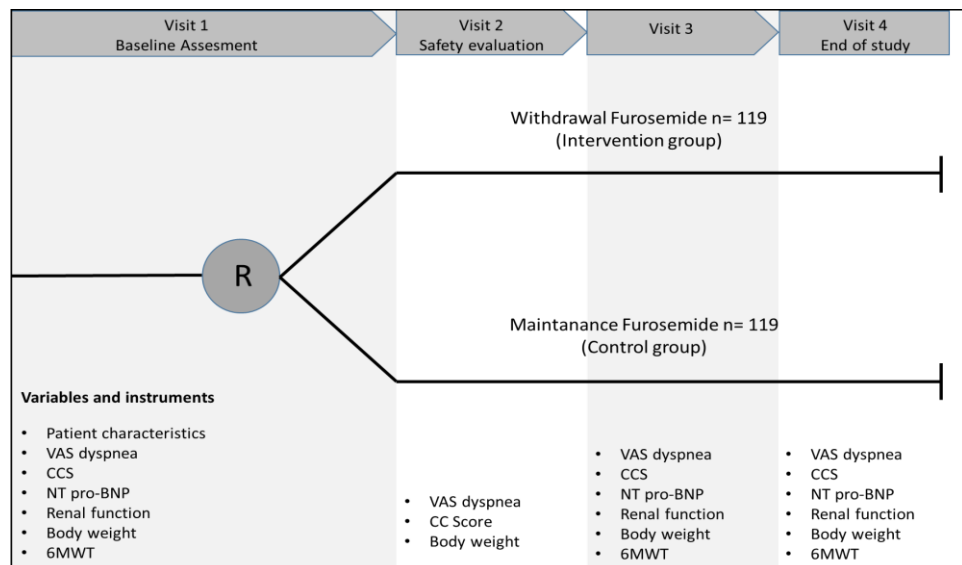 Visit 1
Baseline Assesment
Visit 2
Safety evaluation
Visit 3
Visit 4
End of study
Withdrawal Furosemide n= 119
(Intervention group)
R
Maintanance Furosemide n= 119
(Control group)
Variables and instruments
• Patient characteristics
• VAS dyspnea
• CCS
• NT pro-BNP
• Renal function
• Body weight
• 6MWT
• VAS dyspnea
• CC Score
• Body weight
• VAS dyspnea
• CCS
• NT pro-BNP
• Renal function
• Body weight
• 6MWT
• VAS dyspnea
• CCS
• NT pro-BNP
• Renal function
• Body weight
• 6MWT